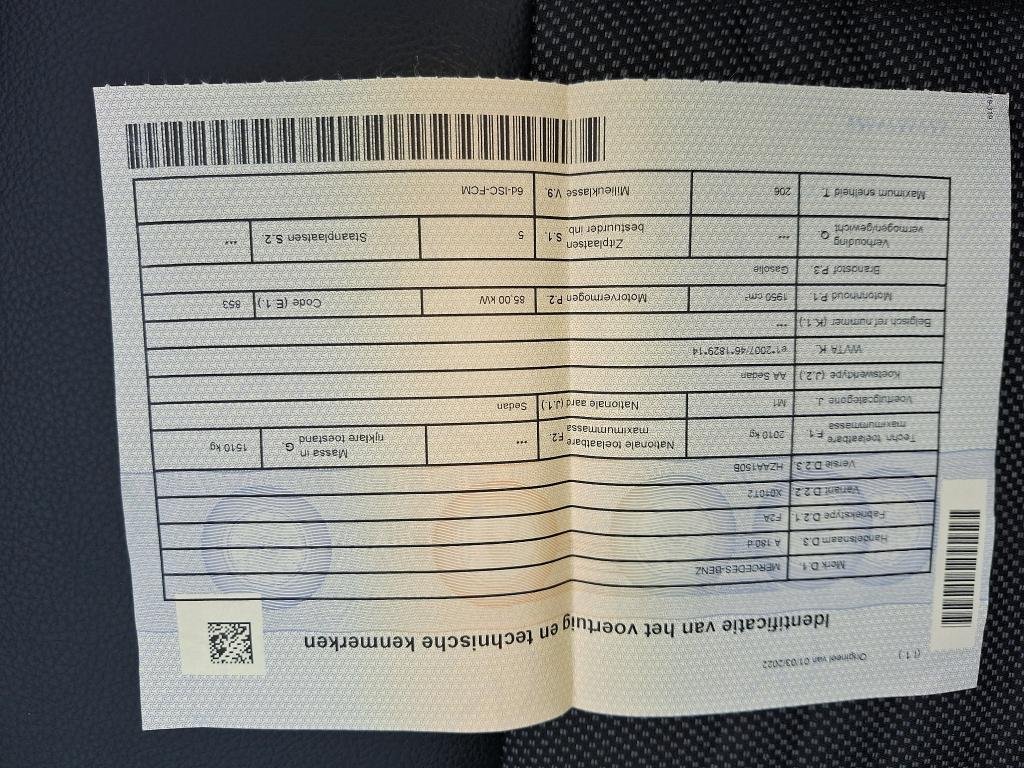 (I.1.) Origineel van 01/03/2022
Identificatie van het voertuig en technische kenmerken
Merk D.1. MERCEDES-BENZ
Handelsnaam D.3. A 180 d
Fabriekstype D.2.1. F2A
Variant D.2.2. X010T2
Versie D.2.3. HZAA150B
Techn. toelaatbare maximummassa F.1. 2010 kg Nationale toelaatbare maximummassa F.2. *** Massa in rijklare toestand G. 1510 kg
Voertuigcategorie J. M1 Nationale aard (J.1.) Sedan
Koetswerktype (J.2.) AA Sedan
WVTA K. e1*2007/46*1829*14
Belgisch ref nummer (K.1.) ***
Motorinhoud P.1. 1950 cm³ Motorvermogen P.2. 85.00 kW Code (E.1.) 853
Brandstof P.3. Gasolie
Verhouding vermogen/gewicht Q. *** Zitplaatsen bestuurder inb S.1. 5 Staanplaatsen S.2 ***
Maximum snelheid T. 206 Milieuklasse V.9. 6d-ISC-FCM